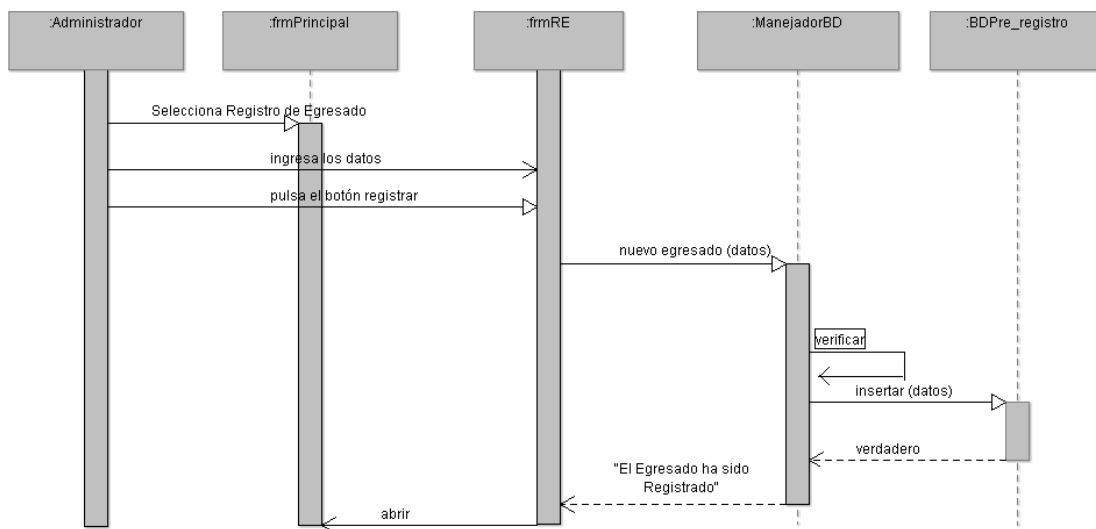 :Administrador
:frmPrincipal
:frmRE
:ManejadorBD
:BDPre_registro
Selecciona Registro de Egresado
ingresa los datos
pulsa el botón registrar
nuevo egresado (datos)
verificar
insertar (datos)
verdadero
"El Egresado ha sido
Registrado"
abrir